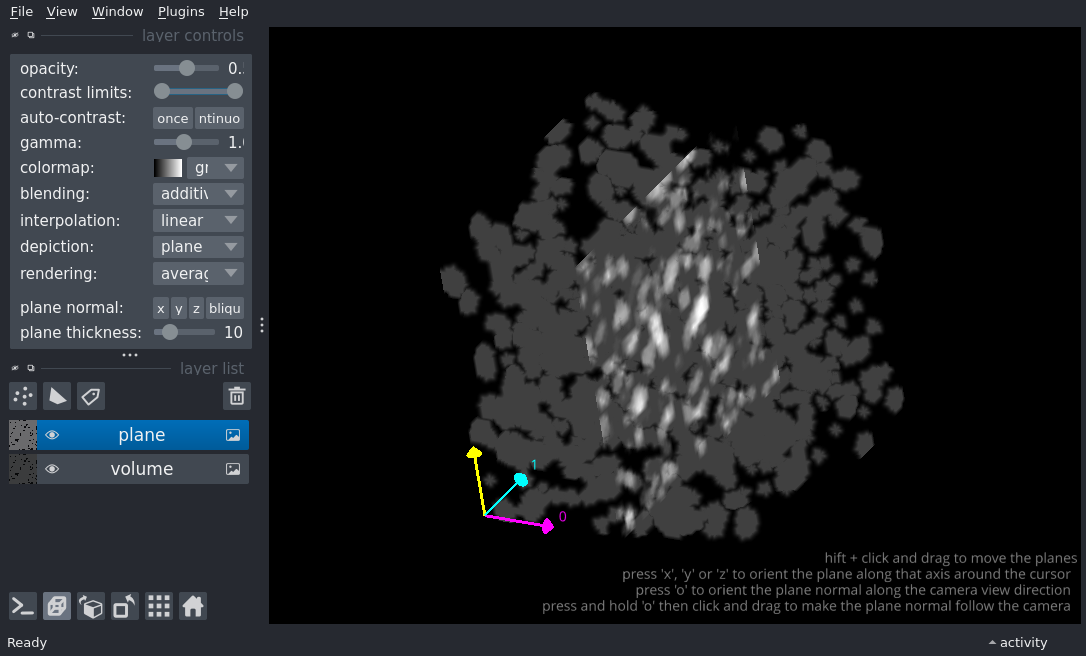 File View Window Plugins Help
layer controls
opacity: 0.
contrast limits:
auto-contrast: once ntinuo
gamma: 1.
colormap: gr
blending: additiv
interpolation: linear
depiction: plane
rendering: averag
plane normal: x y z bliqu
plane thickness: 10
layer list
plane
volume
1
0
hift + click and drag to move the planes
press 'x', 'y' or 'z' to orient the plane along that axis around the cursor
press 'o' to orient the plane normal along the camera view direction
press and hold 'o' then click and drag to make the plane normal follow the camera
Ready activity